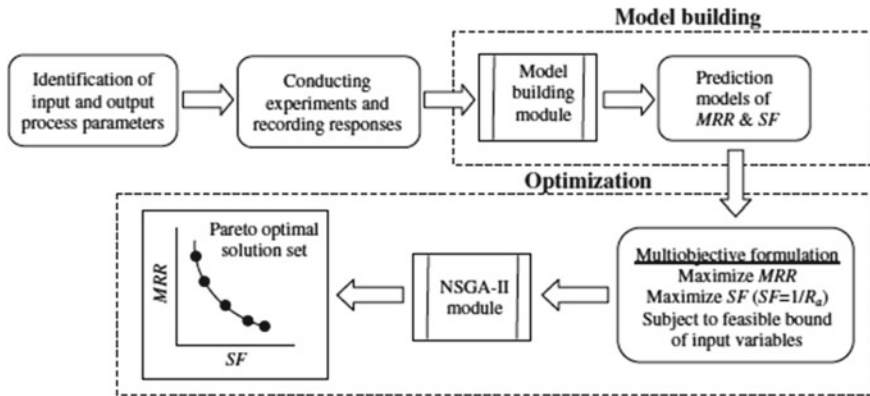 Model building
Identification of
input and output
process parameters
Conducting
experiments and
recording responses
Model
building
module
Prediction
models of
MRR & SF
Optimization
Multiobjective formulation
Maximize MRR
Maximize SF (SF=1/Ra)
Subject to feasible bound
of input variables
NSGA-II
module
Pareto optimal
solution set
MRR
SF